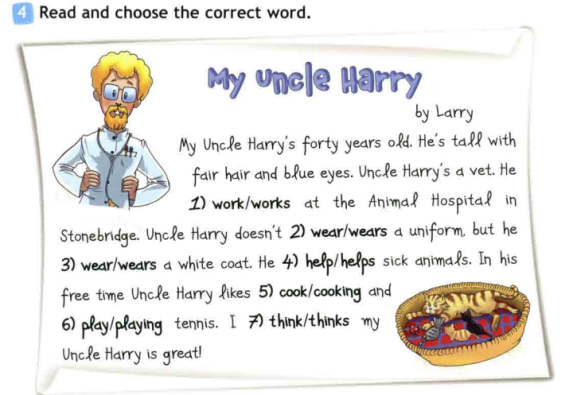 4 Read and choose the correct word.
My Uncle Harry
by Larry
My Uncle Harry's forty years old. He's tall with
fair hair and blue eyes. Uncle Harry's a vet. He
1) work/works at the Animal Hospital in
Stonebridge. Uncle Harry doesn't 2) wear/wears a uniform, but he
3) wear/wears a white coat. He 4) help/helps sick animals. In his
free time Uncle Harry likes 5) cook/cooking and
6) play/playing tennis. I 7) think/thinks my
Uncle Harry is great!